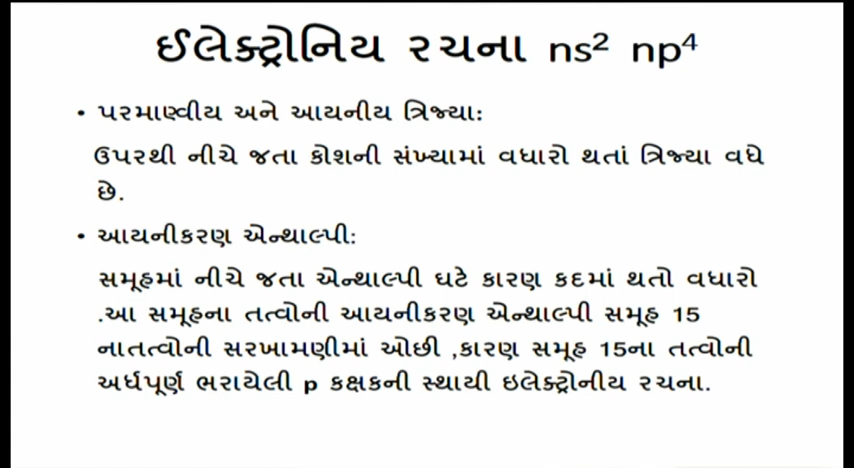 ઈલેક્ટ્રોનિય રચના ns² np⁴
• પરમાણ્વીય અને આયનીય ત્રિજ્યા:
ઉપરથી નીચે જતા કોશની સંખ્યામાં વધારો થતાં ત્રિજ્યા વધે
છે.
• આયનીકરણ એન્થાલ્પી:
સમૂહમાં નીચે જતા એન્થાલ્પી ઘટે કારણ કદમાં થતો વધારો
.આ સમૂહના તત્વોની આયનીકરણ એન્થાલ્પી સમૂહ 15
નાતત્વોની સરખામણીમાં ઓછી ,કારણ સમૂહ 15ના તત્વોની
અર્ધપૂર્ણ ભરાયેલી p કક્ષકની સ્થાયી ઇલેક્ટ્રોનીય રચના.